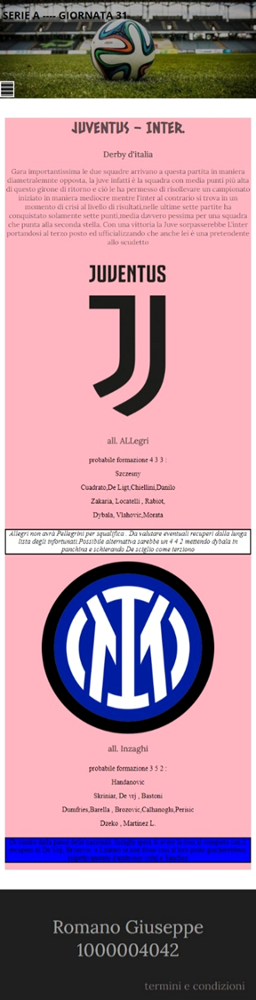 SERIE A ---- GIORNATA 31
JUVENTUS - INTER.
Derby d'italia
Gara importantissima le due squadre arrivano a questa partita in maniera
diametralemnte opposta, la juve infatti è la squadra con media punti più alta
di questo girone di ritorno e ciò le ha permesso di risollevare un campionato
iniziato in maniera mediocre mentre l'inter al contrario si trova in un
momento di crisi al livello di risultati,nelle ultime sette partite ha
conquistato solamente sette punti,media davvero pessima per una squadra
che punta alla seconda stella. Con una vittoria la Juve sorpasserebbe L'inter
portandosi al terzo posto ed ufficializzando che anche lei è una pretendente
allo scudetto
JUVENTUS
all. ALLegri
probabile formazione 4 3 3 :
Szczesny
Cuadrato,De Ligt,Chiellini,Danilo
Zakaria, Locatelli , Rabiot,
Dybala, Vlahovic,Morata
Allegri non avrà Pellegrini per squalifica . Da valutare eventuali recuperi dalla lunga
lista degli infortunati.Possibile alternativa sarebbe un 4 4 2 mettendo dybala in
panchina e schierando De sciglio come terzino
all. Inzaghi
probabile formazione 3 5 2 :
Handanovic
Skriniar, De vrj , Bastoni
Dumfries,Barella , Brozovic,Calhanoglu,Perisic
Dzeko , Martinez L.
Romano Giuseppe
1000004042
termini e condizioni